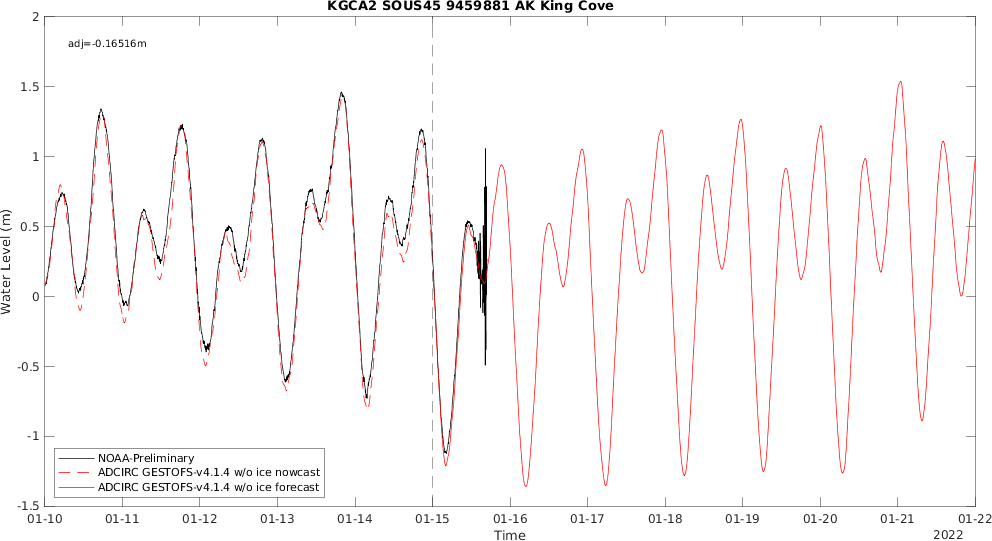 KGCA2 SOUS45 9459881 AK King Cove
adj=-0.16516m
2
1.5
1
0.5
0
-0.5
-1
-1.5
Water Level (m)
NOAA-Preliminary
ADCIRC GESTOFS-v4.1.4 w/o ice nowcast
ADCIRC GESTOFS-v4.1.4 w/o ice forecast
01-10 01-11 01-12 01-13 01-14 01-15 01-16 01-17 01-18 01-19 01-20 01-21 01-22
Time
2022